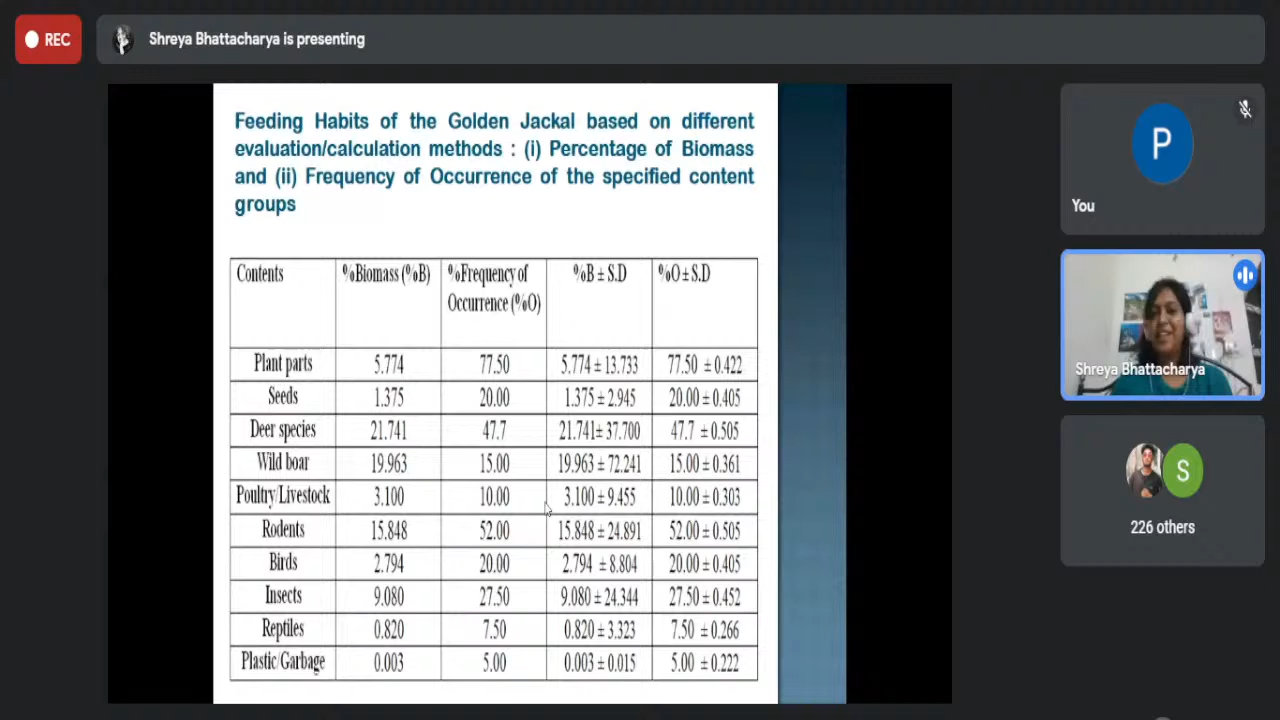 REC
Shreya Bhattacharya is presenting
Feeding Habits of the Golden Jackal based on different
evaluation/calculation methods : (i) Percentage of Biomass
and (ii) Frequency of Occurrence of the specified content
groups
Contents %Biomass (%B) %Frequency of Occurrence (%O) %B ± S.D %O ± S.D
Plant parts 5.774 77.50 5.774 ± 13.733 77.50 ± 0.422
Seeds 1.375 20.00 1.375 ± 2.945 20.00 ± 0.405
Deer species 21.741 47.7 21.741± 37.700 47.7 ± 0.505
Wild boar 19.963 15.00 19.963 ± 72.241 15.00 ± 0.361
Poultry/Livestock 3.100 10.00 3.100 ± 9.455 10.00 ± 0.303
Rodents 15.848 52.00 15.848 ± 24.891 52.00 ± 0.505
Birds 2.794 20.00 2.794 ± 8.804 20.00 ± 0.405
Insects 9.080 27.50 9.080 ± 24.344 27.50 ± 0.452
Reptiles 0.820 7.50 0.820 ± 3.323 7.50 ± 0.266
Plastic/Garbage 0.003 5.00 0.003 ± 0.015 5.00 ± 0.222
P
You
Shreya Bhattacharya
S
226 others